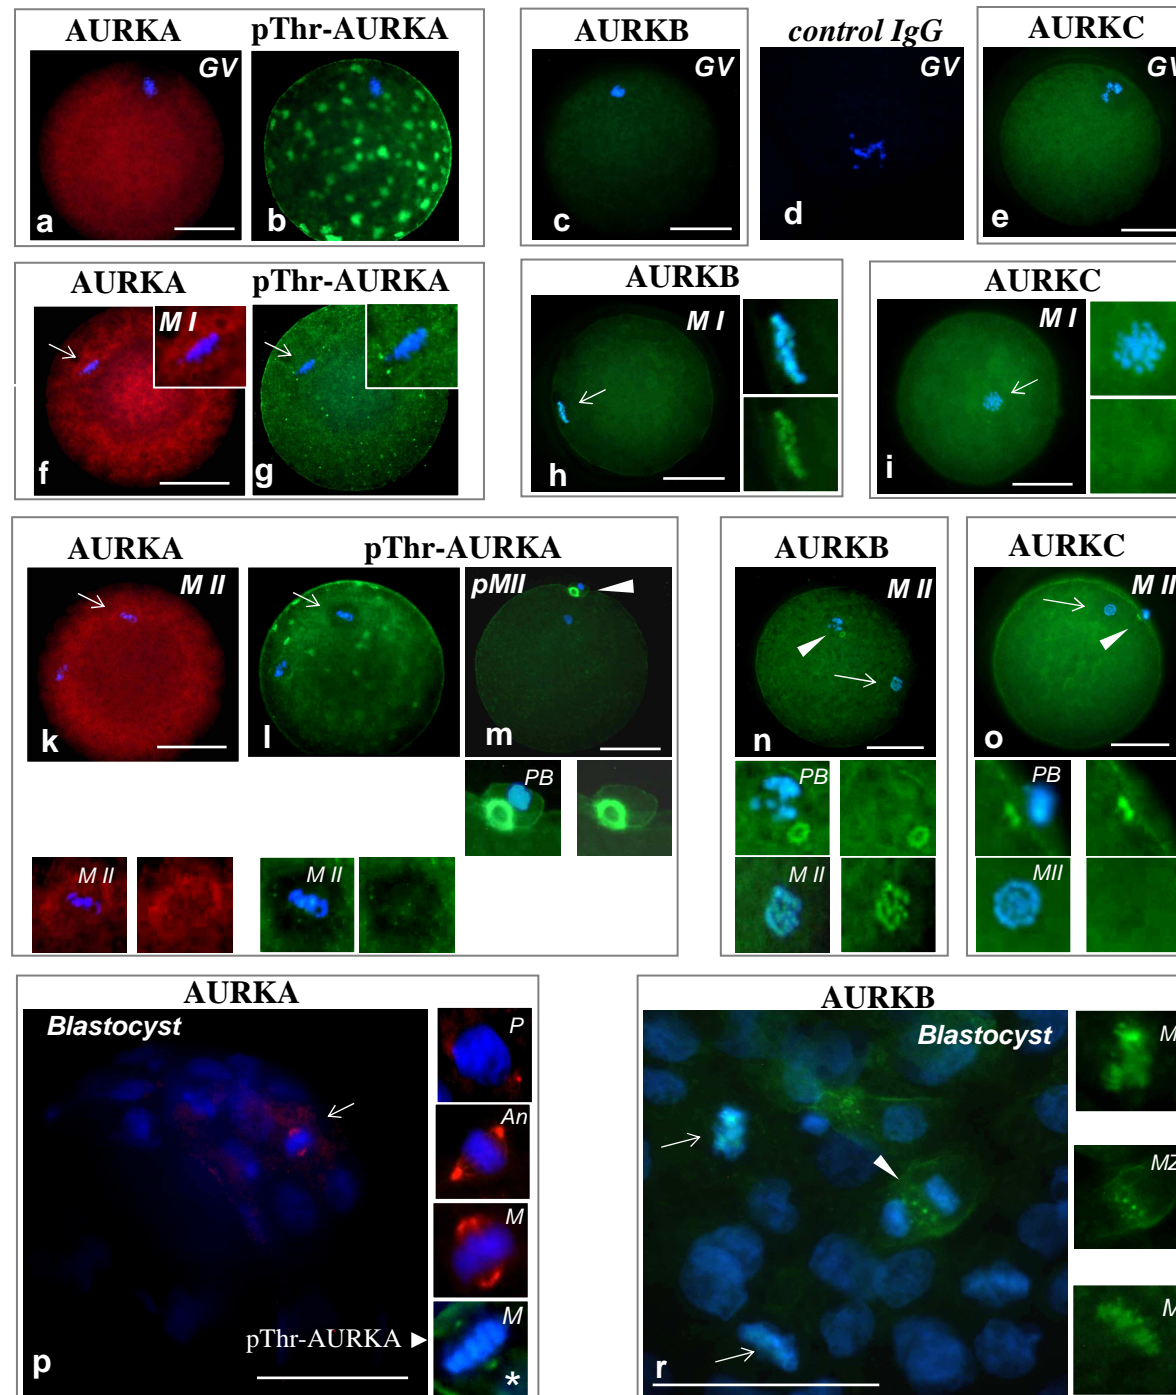 AURKA pThr-AURKA AURKB control IgG AURKC
GV GV GV GV
a b c d e
AURKA pThr-AURKA AURKB AURKC
M I M I M I
f g h i
AURKA pThr-AURKA AURKB AURKC
M II pMII M II M II
k l m n o
PB PB PB
M II M II M II MII
AURKA AURKB
Blastocyst P Blastocyst M
An
MZ
M
M M
pThr-AURKA
p * r